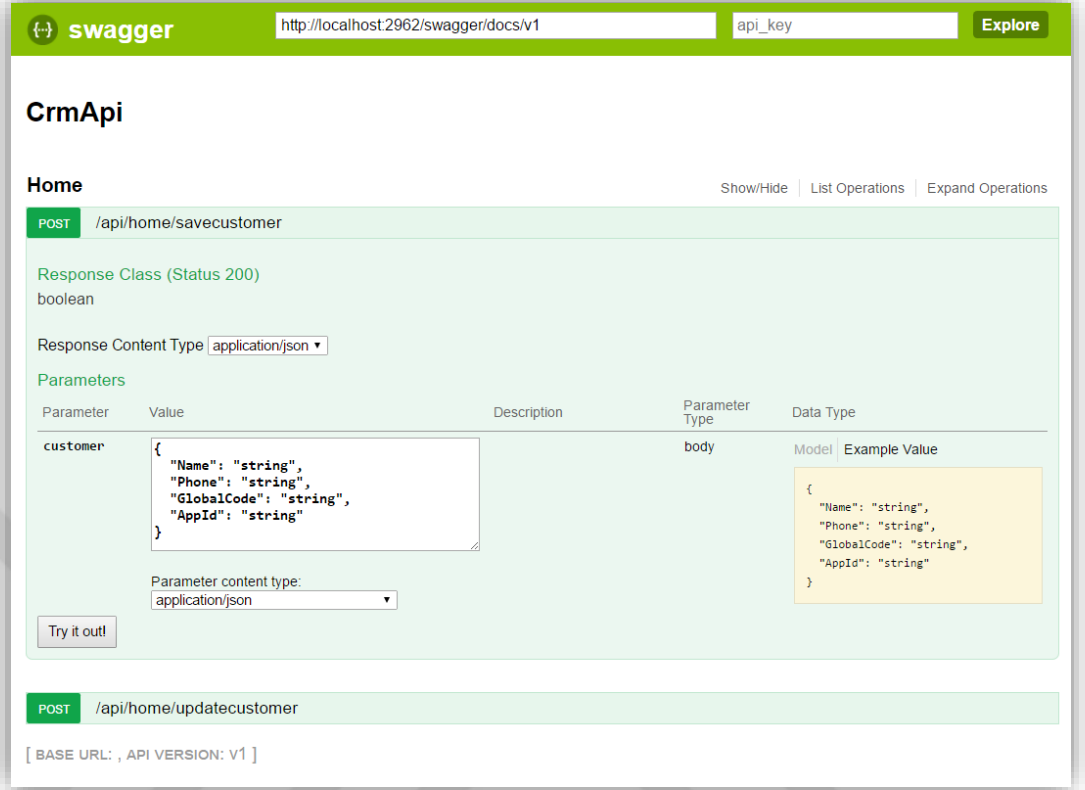 {··} swagger http://localhost:2962/swagger/docs/v1 api_key Explore
CrmApi
Home Show/Hide List Operations Expand Operations
POST /api/home/savecustomer
Response Class (Status 200)
boolean
Response Content Type application/json
Parameters
Parameter Value Description Parameter Type Data Type
customer body Model Example Value
{
"Name": "string",
"Phone": "string",
"GlobalCode": "string",
"AppId": "string"
}
{
"Name": "string",
"Phone": "string",
"GlobalCode": "string",
"AppId": "string"
}
Parameter content type:
application/json
Try it out!
POST /api/home/updatecustomer
[ BASE URL: , API VERSION: V1 ]